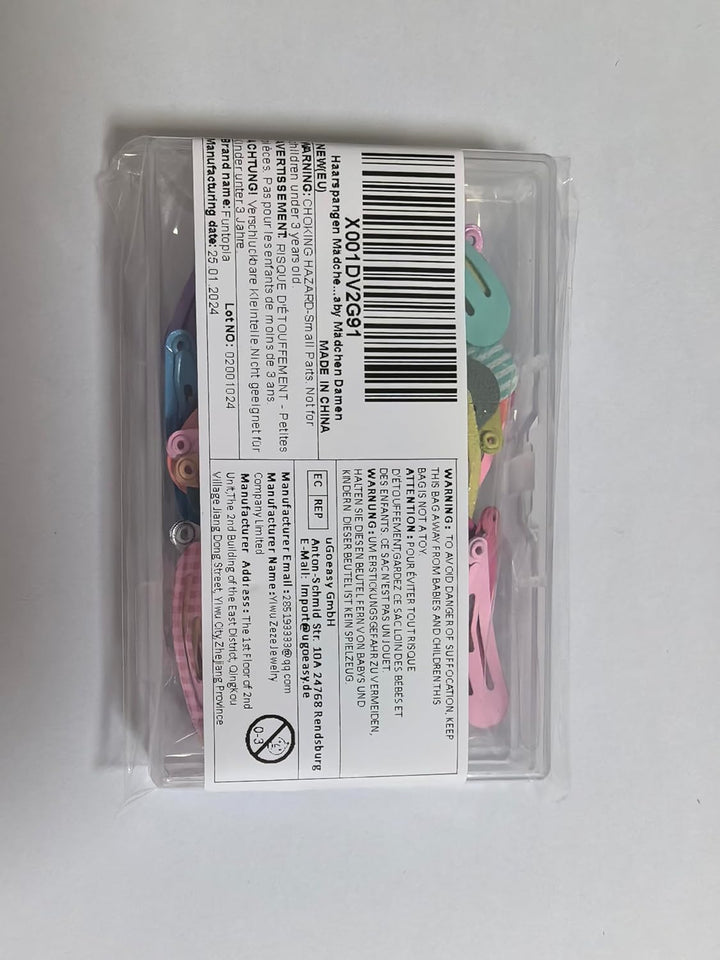 X001DV2G91
Haarspangen Mädche...aby Mädchen Damen
NEW(EU) MADE IN CHINA
WARNING: CHOKING HAZARD-Small Parts. Not for
children under 3 years old
AVERTISSEMENT: RISQUE D'ÉTOUFFEMENT - Petites
pièces. Pas pour les enfants de moins de 3 ans.
ACHTUNG! Verschluckbare Kleinteile. Nicht geeignet für
Kinder unter 3 Jahre
Brand name: Funtopia Lot NO: 02001024
Manufacturing date: 25. 01. 2024
WARNING: TO AVOID DANGER OF SUFFOCATION, KEEP
THIS BAG AWAY FROM BABIES AND CHILDREN THIS
BAG IS NOT A TOY.
ATTENTION: POUR ÉVITER TOUT RISQUE
D'ÉTOUFFEMENT,GARDEZ CE SAC LOIN DES BÉBÉS ET
DES ENFANTS. CE SAC N'EST PAS UN JOUET.
WARNUNG: UM ERSTICKUNGSGEFAHR ZU VERMEIDEN,
HALTEN SIE DIESEN BEUTEL FERN VON BABYS UND
KINDERN. DIESER BEUTEL IST KEIN SPIELZEUG.
EC REP
uGoeasy GmbH
Anton-Schmid Str. 10A 24768 Rendsburg
E-Mail: import@ugoeasy.de
Manufacturer Email: 285193333@qq.com
Manufacturer Name: Yiwu Zeze Jewelry
Company Limited
Manufacturer Address: The 1st Floor of 2nd
Unit,The 2nd Building of the East District, Qingkou
Village Jiang Dong Street, Yiwu City, Zhejiang Province
0-3